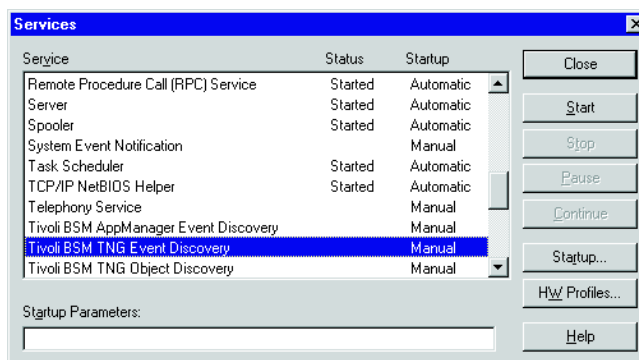 Services
Service Status Startup
Remote Procedure Call (RPC) Service Started Automatic
Server Started Automatic
Spooler Started Automatic
System Event Notification Manual
Task Scheduler Started Automatic
TCP/IP NetBIOS Helper Started Automatic
Telephony Service Manual
Tivoli BSM AppManager Event Discovery Manual
Tivoli BSM TNG Event Discovery Manual
Tivoli BSM TNG Object Discovery Manual
Startup Parameters:
Close
Start
Stop
Pause
Continue
Startup...
HW Profiles...
Help